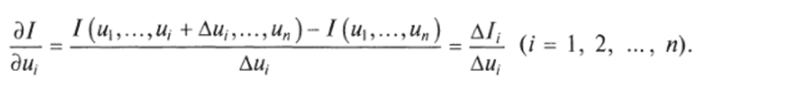 ∂I/∂u_i = (I(u_1,...,u_i + Δu_i,...,u_n) − I(u_1,...,u_n))/Δu_i = ΔI_i/Δu_i (i = 1, 2, ..., n).